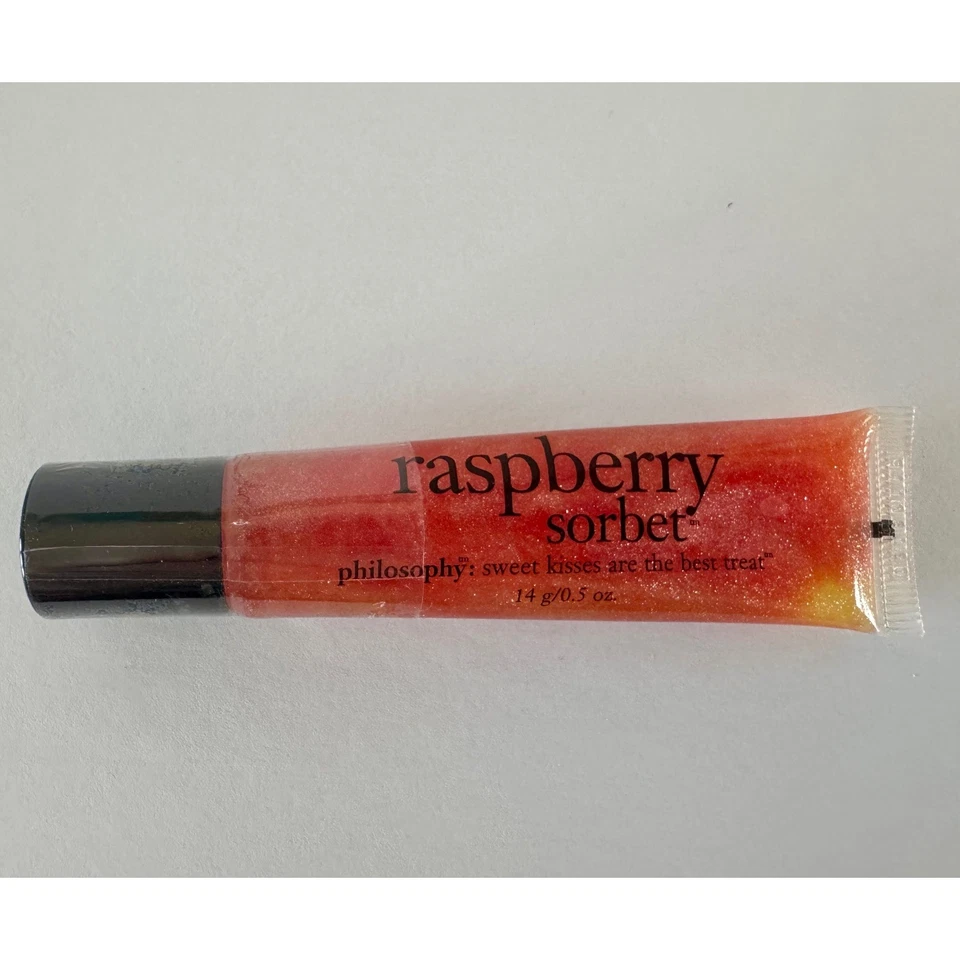 raspberry
sorbet™
philosophy™: sweet kisses are the best treat™
14 g/0.5 oz.